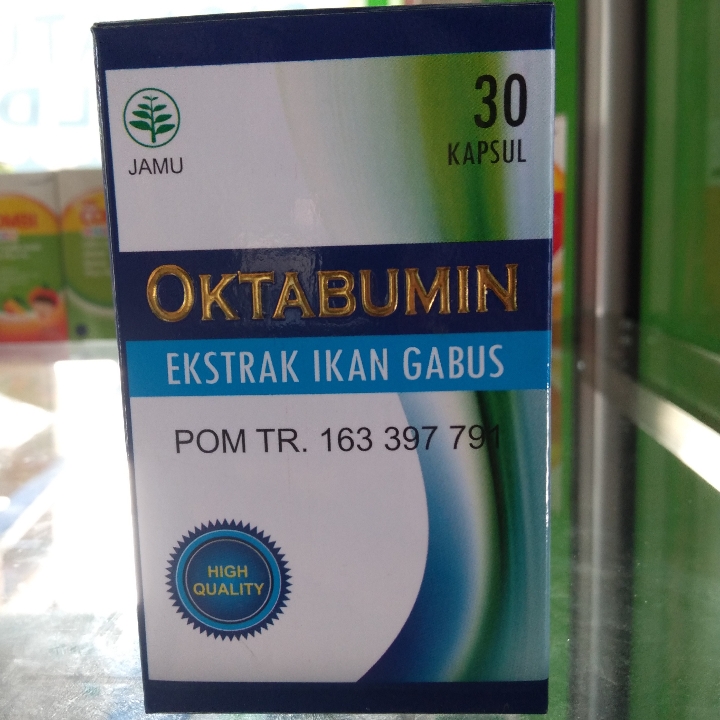 JAMU
30
KAPSUL
OKTABUMIN
EKSTRAK IKAN GABUS
POM TR. 163 397 791
HIGH
QUALITY